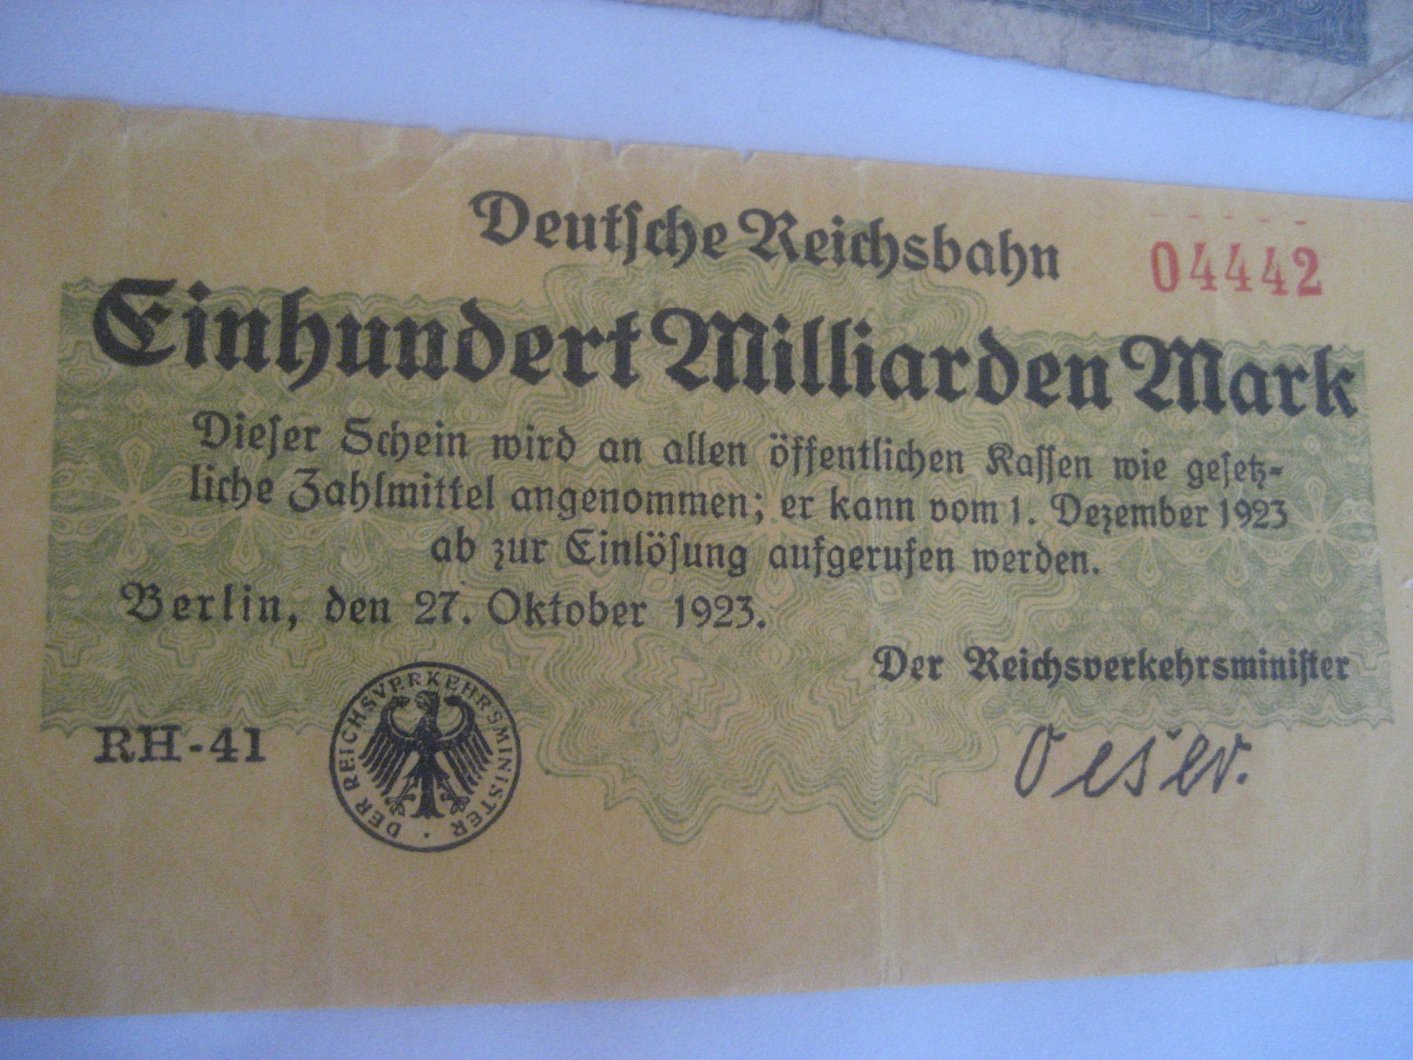 Deutsche Reichsbahn
04442
Einhundert Milliarden Mark
Dieser Schein wird an allen öffentlichen Kassen wie gesetz-
liche Zahlmittel angenommen; er kann vom 1. Dezember 1923
ab zur Einlösung aufgerufen werden.
Berlin, den 27. Oktober 1923.
Der Reichsverkehrsminister
RH-41
DER REICHSVERKEHRSMINISTER
Oeser.